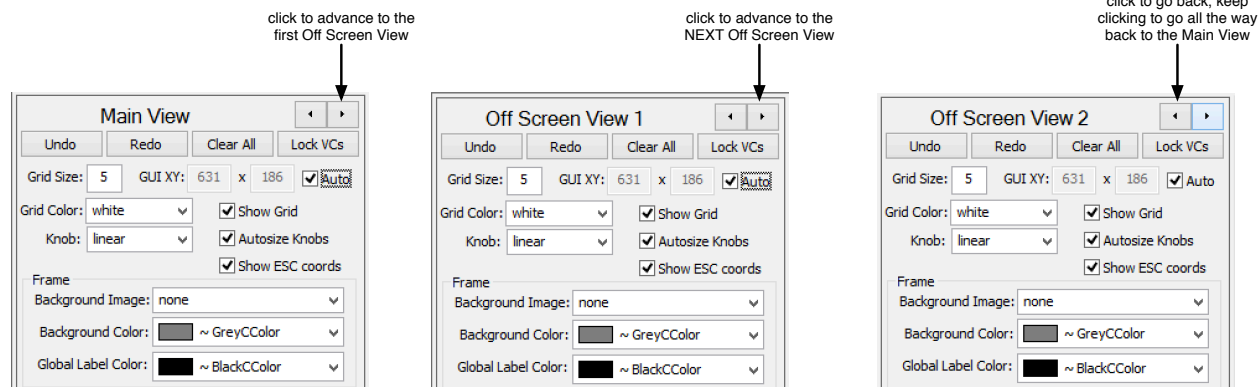 click to advance to the
first Off Screen View
click to advance to the
NEXT Off Screen View
click to go back, keep
clicking to go all the way
back to the Main View
Main View
Undo Redo Clear All Lock VCs
Grid Size: 5 GUI XY: 631 x 186 Auto
Grid Color: white Show Grid
Knob: linear Autosize Knobs
Show ESC coords
Frame
Background Image: none
Background Color: ~ GreyCColor
Global Label Color: ~ BlackCColor
Off Screen View 1
Undo Redo Clear All Lock VCs
Grid Size: 5 GUI XY: 631 x 186 Auto
Grid Color: white Show Grid
Knob: linear Autosize Knobs
Show ESC coords
Frame
Background Image: none
Background Color: ~ GreyCColor
Global Label Color: ~ BlackCColor
Off Screen View 2
Undo Redo Clear All Lock VCs
Grid Size: 5 GUI XY: 631 x 186 Auto
Grid Color: white Show Grid
Knob: linear Autosize Knobs
Show ESC coords
Frame
Background Image: none
Background Color: ~ GreyCColor
Global Label Color: ~ BlackCColor